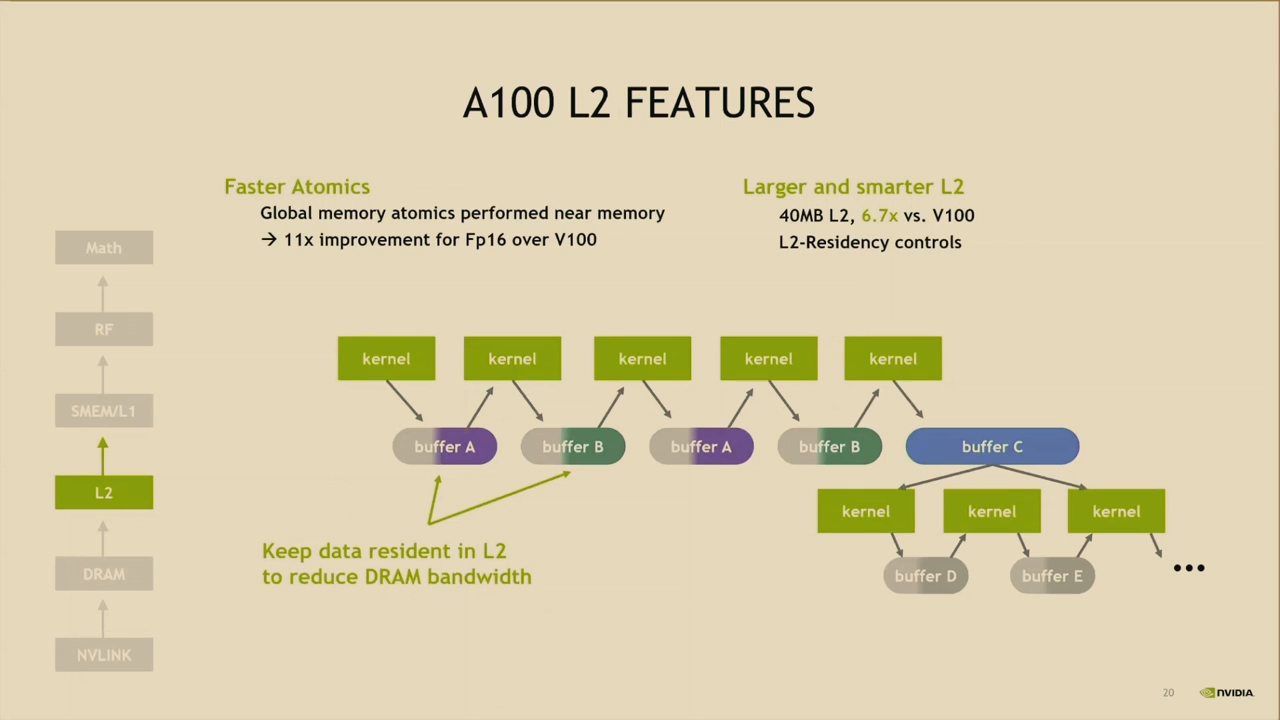 A100 L2 FEATURES
Faster Atomics
Global memory atomics performed near memory
→ 11x improvement for Fp16 over V100
Larger and smarter L2
40MB L2, 6.7x vs. V100
L2-Residency controls
Math
RF
SMEM/L1
L2
DRAM
NVLINK
kernel
kernel
kernel
kernel
kernel
buffer A
buffer B
buffer A
buffer B
buffer C
kernel
kernel
kernel
buffer D
buffer E
•••
Keep data resident in L2
to reduce DRAM bandwidth
20
NVIDIA.